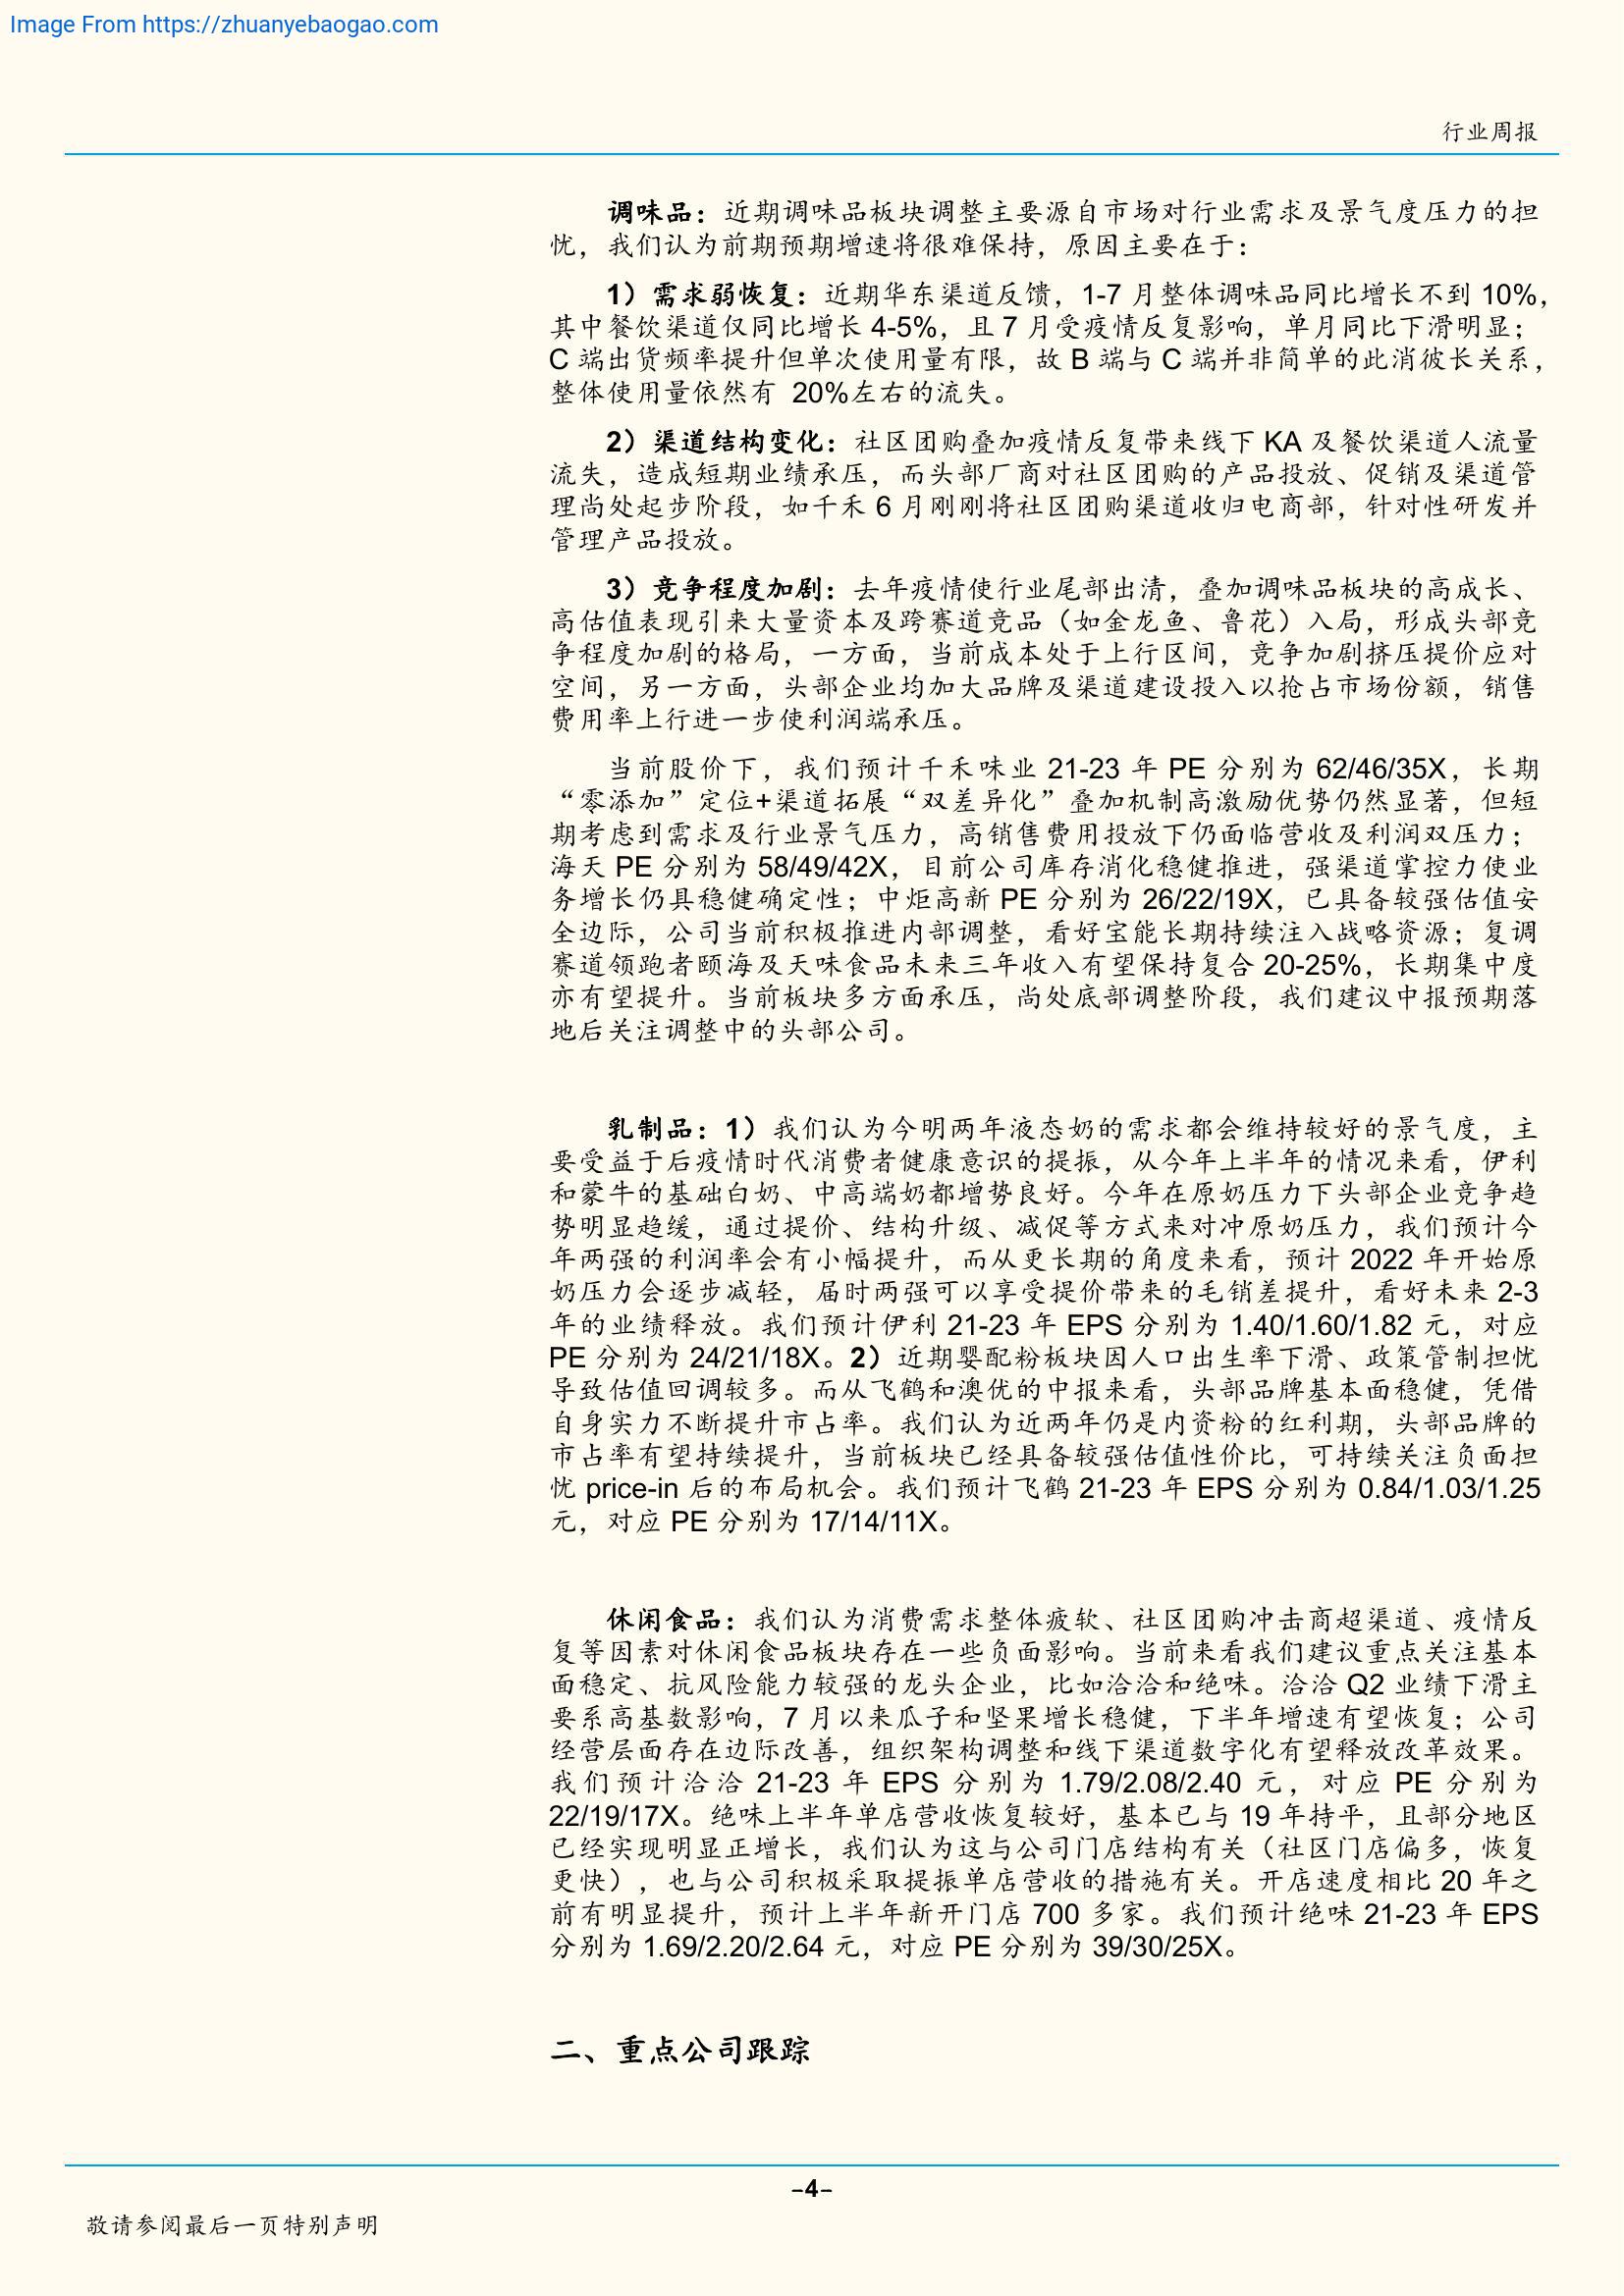 Image From https://zhuanyebaogao.com
行业周报
调味品：近期调味品板块调整主要源自市场对行业需求及景气度压力的担
忧，我们认为前期预期增速将很难保持，原因主要在于：
1）需求弱恢复：近期华东渠道反馈，1-7 月整体调味品同比增长不到 10%，
其中餐饮渠道仅同比增长 4-5%，且 7 月受疫情反复影响，单月同比下滑明显；
C 端出货频率提升但单次使用量有限，故 B 端与 C 端并非简单的此消彼长关系，
整体使用量依然有 20%左右的流失。
2）渠道结构变化：社区团购叠加疫情反复带来线下 KA 及餐饮渠道人流量
流失，造成短期业绩承压，而头部厂商对社区团购的产品投放、促销及渠道管
理尚处起步阶段，如千禾 6 月刚刚将社区团购渠道收归电商部，针对性研发并
管理产品投放。
3）竞争程度加剧：去年疫情使行业尾部出清，叠加调味品板块的高成长、
高估值表现引来大量资本及跨赛道竞品（如金龙鱼、鲁花）入局，形成头部竞
争程度加剧的格局，一方面，当前成本处于上行区间，竞争加剧挤压提价应对
空间，另一方面，头部企业均加大品牌及渠道建设投入以抢占市场份额，销售
费用率上行进一步使利润端承压。
当前股价下，我们预计千禾味业 21-23 年 PE 分别为 62/46/35X，长期
“零添加”定位+渠道拓展“双差异化”叠加机制高激励优势仍然显著，但短
期考虑到需求及行业景气压力，高销售费用投放下仍面临营收及利润双压力；
海天 PE 分别为 58/49/42X，目前公司库存消化稳健推进，强渠道掌控力使业
务增长仍具稳健确定性；中炬高新 PE 分别为 26/22/19X，已具备较强估值安
全边际，公司当前积极推进内部调整，看好宝能长期持续注入战略资源；复调
赛道领跑者颐海及天味食品未来三年收入有望保持复合 20-25%，长期集中度
亦有望提升。当前板块多方面承压，尚处底部调整阶段，我们建议中报预期落
地后关注调整中的头部公司。
乳制品：1）我们认为今明两年液态奶的需求都会维持较好的景气度，主
要受益于后疫情时代消费者健康意识的提振，从今年上半年的情况来看，伊利
和蒙牛的基础白奶、中高端奶都增势良好。今年在原奶压力下头部企业竞争趋
势明显趋缓，通过提价、结构升级、减促等方式来对冲原奶压力，我们预计今
年两强的利润率会有小幅提升，而从更长期的角度来看，预计 2022 年开始原
奶压力会逐步减轻，届时两强可以享受提价带来的毛销差提升，看好未来 2-3
年的业绩释放。我们预计伊利 21-23 年 EPS 分别为 1.40/1.60/1.82 元，对应
PE 分别为 24/21/18X。2）近期婴配粉板块因人口出生率下滑、政策管制担忧
导致估值回调较多。而从飞鹤和澳优的中报来看，头部品牌基本面稳健，凭借
自身实力不断提升市占率。我们认为近两年仍是内资粉的红利期，头部品牌的
市占率有望持续提升，当前板块已经具备较强估值性价比，可持续关注负面担
忧 price-in 后的布局机会。我们预计飞鹤 21-23 年 EPS 分别为 0.84/1.03/1.25
元，对应 PE 分别为 17/14/11X。
休闲食品：我们认为消费需求整体疲软、社区团购冲击商超渠道、疫情反
复等因素对休闲食品板块存在一些负面影响。当前来看我们建议重点关注基本
面稳定、抗风险能力较强的龙头企业，比如洽洽和绝味。洽洽 Q2 业绩下滑主
要系高基数影响，7 月以来瓜子和坚果增长稳健，下半年增速有望恢复；公司
经营层面存在边际改善，组织架构调整和线下渠道数字化有望释放改革效果。
我们预计洽洽 21-23 年 EPS 分别为 1.79/2.08/2.40 元，对应 PE 分别为
22/19/17X。绝味上半年单店营收恢复较好，基本已与 19 年持平，且部分地区
已经实现明显正增长，我们认为这与公司门店结构有关（社区门店偏多，恢复
更快），也与公司积极采取提振单店营收的措施有关。开店速度相比 20 年之
前有明显提升，预计上半年新开门店 700 多家。我们预计绝味 21-23 年 EPS
分别为 1.69/2.20/2.64 元，对应 PE 分别为 39/30/25X。
二、重点公司跟踪
-4-
敬请参阅最后一页特别声明